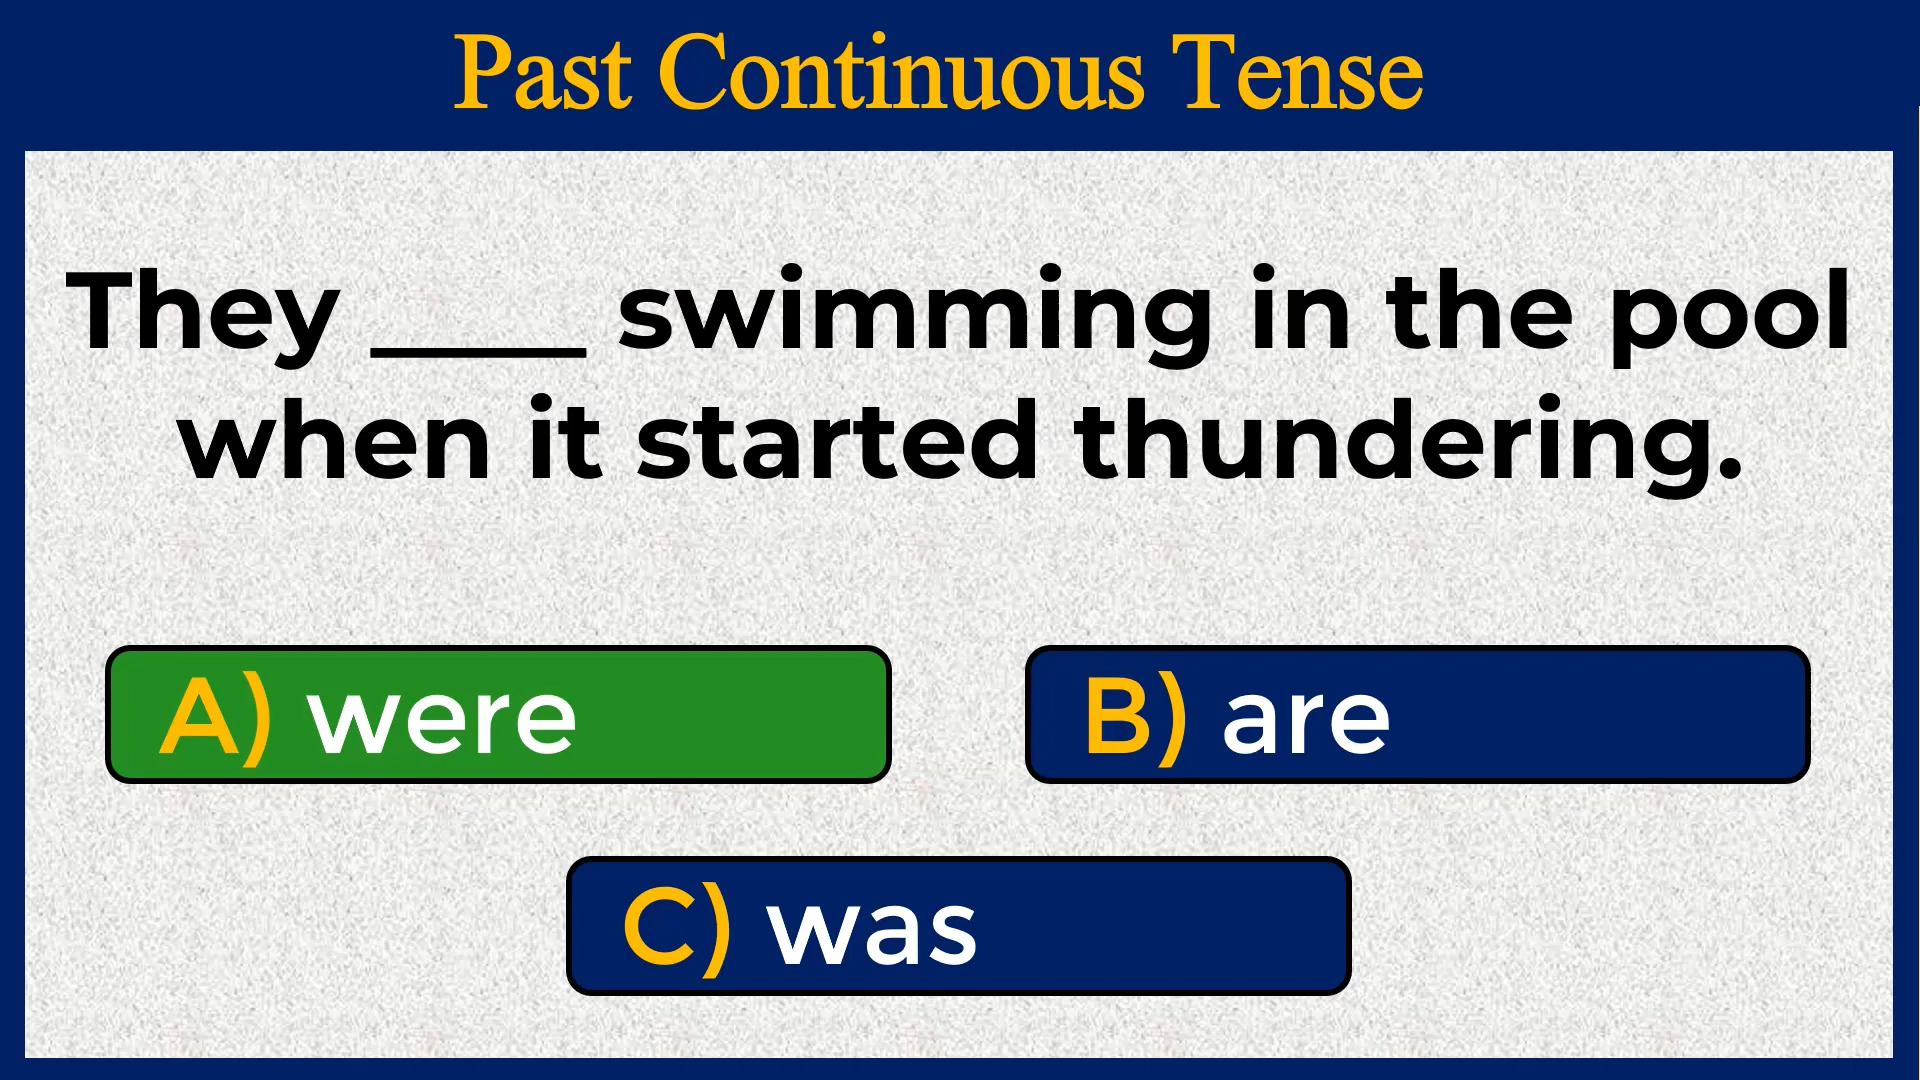 Past Continuous Tense
They ____ swimming in the pool
when it started thundering.
A) were
B) are
C) was